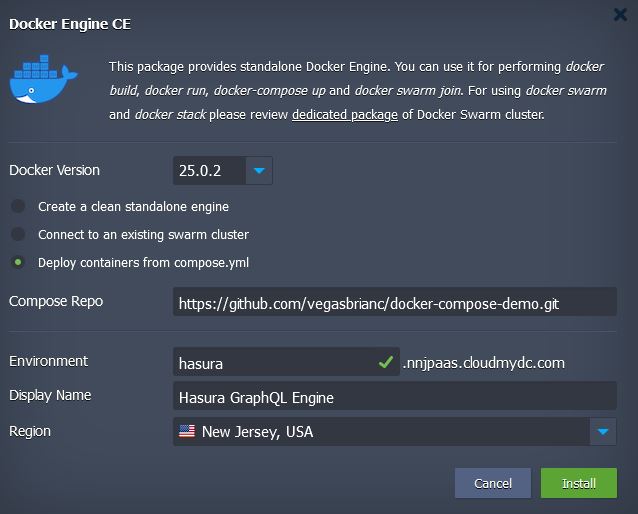 Docker Engine CE
This package provides standalone Docker Engine. You can use it for performing docker
build, docker run, docker-compose up and docker swarm join. For using docker swarm
and docker stack please review dedicated package of Docker Swarm cluster.
Docker Version 25.0.2
Create a clean standalone engine
Connect to an existing swarm cluster
Deploy containers from compose.yml
Compose Repo https://github.com/vegasbrianc/docker-compose-demo.git
Environment hasura .nnjpaas.cloudmydc.com
Display Name Hasura GraphQL Engine
Region New Jersey, USA
Cancel Install